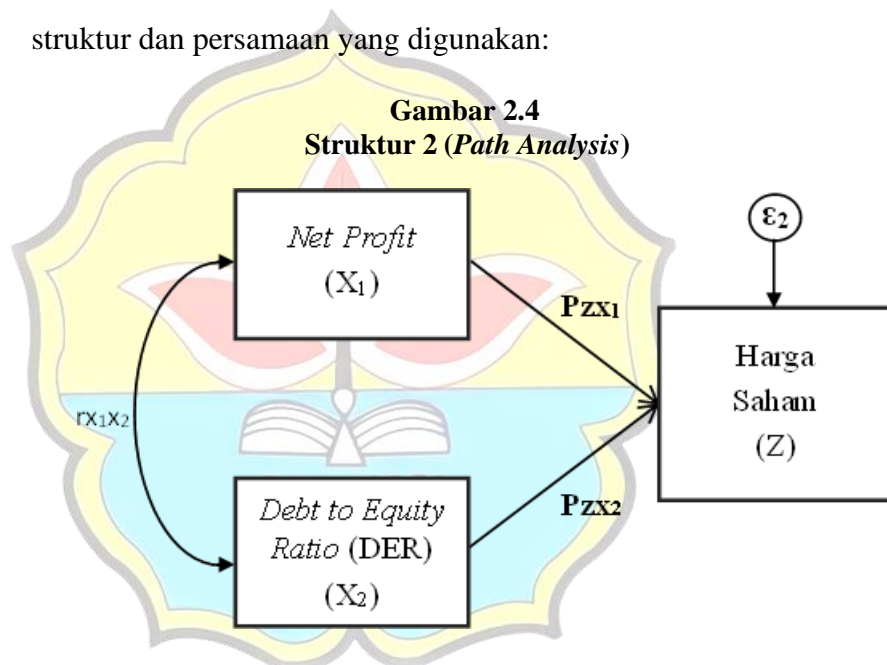 struktur dan persamaan yang digunakan:
Gambar 2.4
Struktur 2 (Path Analysis)
Net Profit
(X₁)
ε₂
Pzx₁
Harga
Saham
(Z)
rx₁x₂
Debt to Equity
Ratio (DER)
(X₂)
Pzx₂